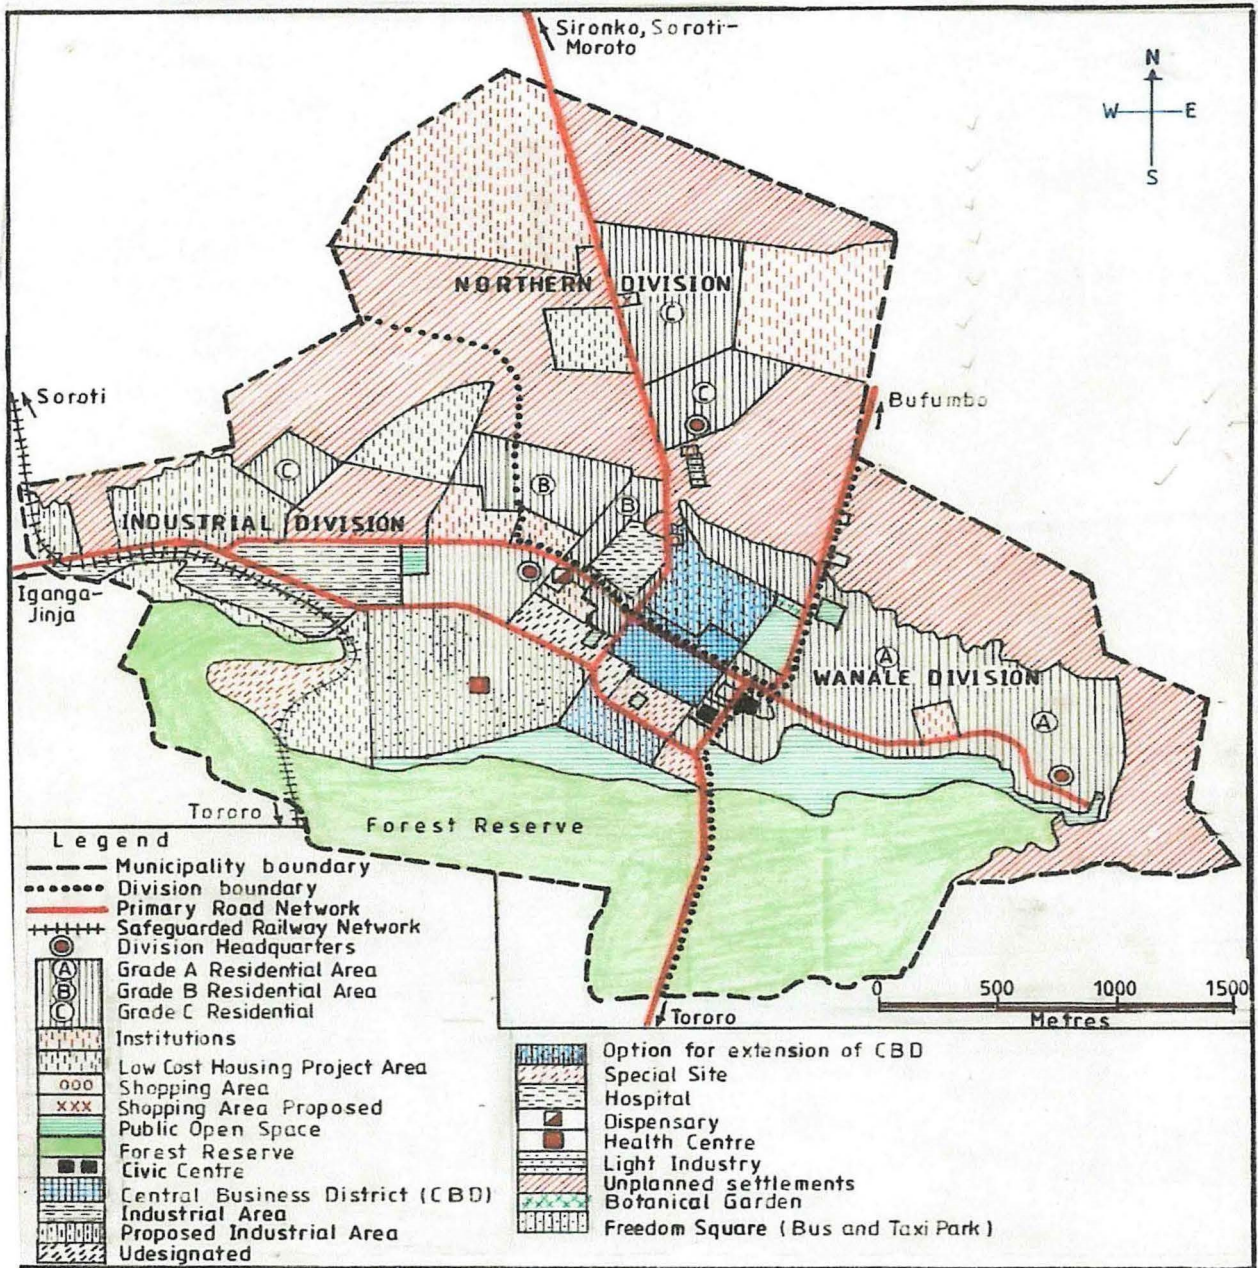 Sironko, Soroti-
Moroto
N
W E
S
NORTHERN DIVISION
C
Soroti
C
Bufumbo
C
B
B
INDUSTRIAL DIVISION
Iganga-
Jinja
A
WANALE DIVISION
A
Tororo
Forest Reserve
Legend
Municipality boundary
Division boundary
Primary Road Network
Safeguarded Railway Network
Division Headquarters
A Grade A Residential Area
B Grade B Residential Area
C Grade C Residential
Institutions
Low Cost Housing Project Area
ooo Shopping Area
xxx Shopping Area Proposed
Public Open Space
Forest Reserve
Civic Centre
Central Business District (CBD)
Industrial Area
Proposed Industrial Area
Udesignated
0 500 1000 1500
Metres
Tororo
Option for extension of CBD
Special Site
Hospital
Dispensary
Health Centre
Light Industry
Unplanned settlements
Botanical Garden
Freedom Square (Bus and Taxi Park)